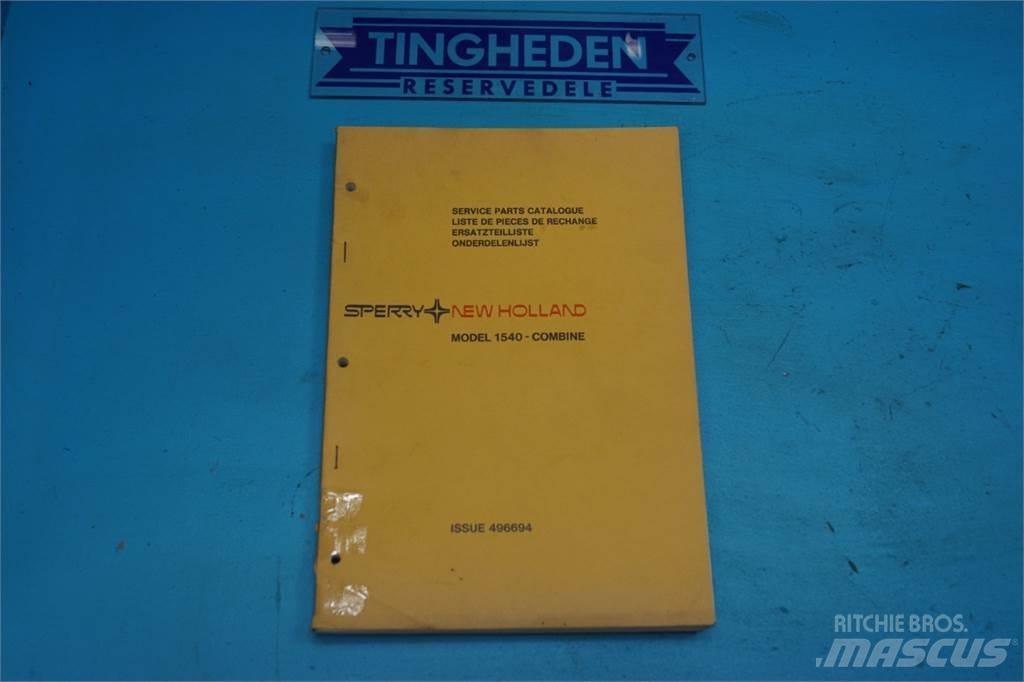 TINGHEDEN
RESERVEDELE
SERVICE PARTS CATALOGUE
LISTE DE PIECES DE RECHANGE
ERSATZTEILLISTE
ONDERDELENLIJST
SPERRY NEW HOLLAND
MODEL 1540 - COMBINE
ISSUE 496694
RITCHIE BROS.
MASCUS